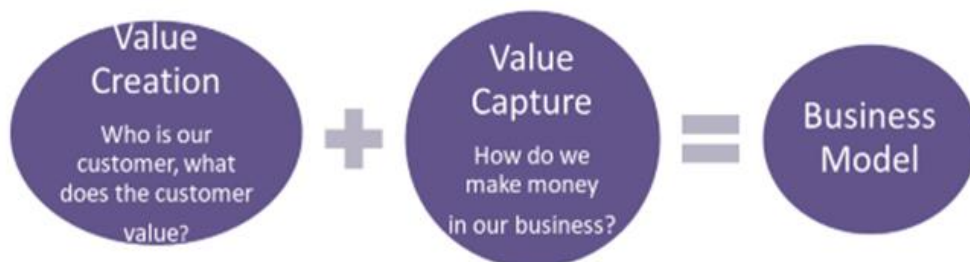 Value
Creation
Who is our
customer, what
does the customer
value?
Value
Capture
How do we
make money
in our business?
Business
Model